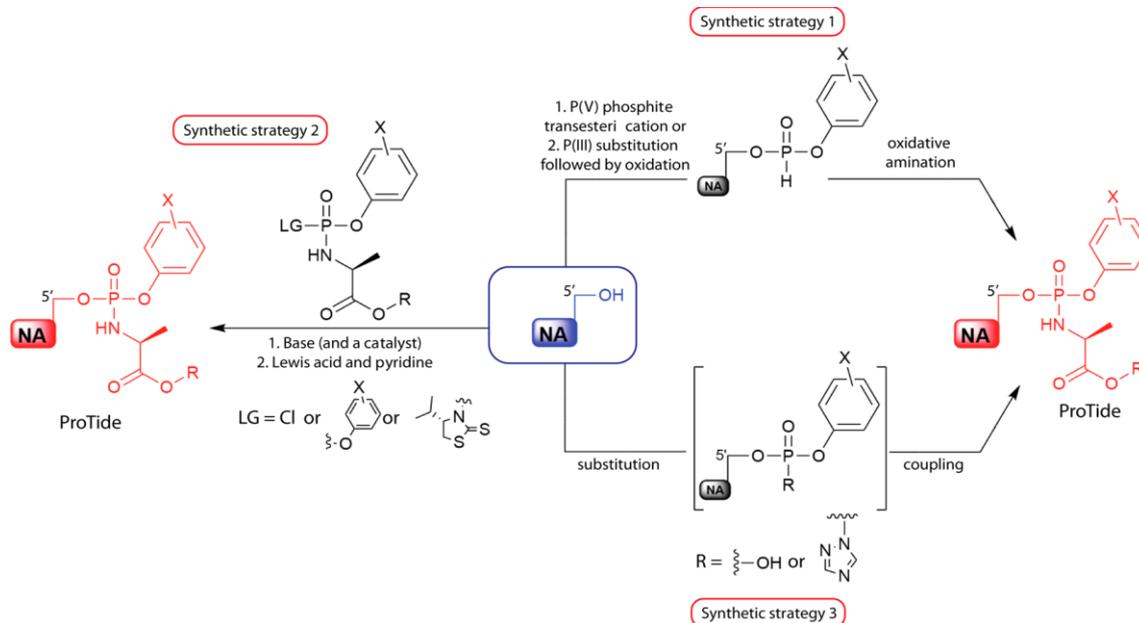 Synthetic strategy 1
X
1. P(V) phosphite
transesteri cation or
2. P(III) substitution
followed by oxidation
O
5’
O
P
O
H
NA
oxidative
amination
Synthetic strategy 2
X
O
LG
P
O
HN
O
O
R
X
O
5’
O
P
O
HN
NA
O
O
R
ProTide
5’
OH
NA
1. Base (and a catalyst)
2. Lewis acid and pyridine
LG = Cl or
X
O
or
N
S
S
X
O
5’
O
P
O
HN
NA
O
O
R
ProTide
substitution
X
O
5’
O
P
O
R
NA
coupling
R = OH or
N
N
N
Synthetic strategy 3